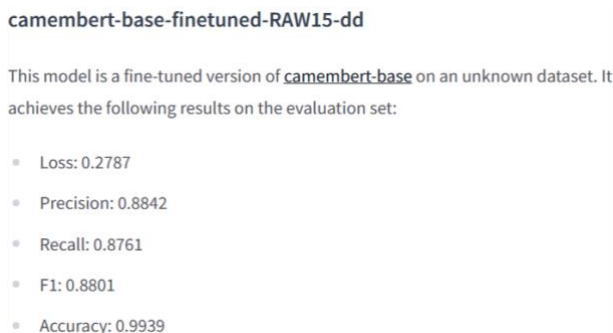 camembert-base-finetuned-RAW15-dd
This model is a fine-tuned version of camembert-base on an unknown dataset. It
achieves the following results on the evaluation set:
Loss: 0.2787
Precision: 0.8842
Recall: 0.8761
F1: 0.8801
Accuracy: 0.9939